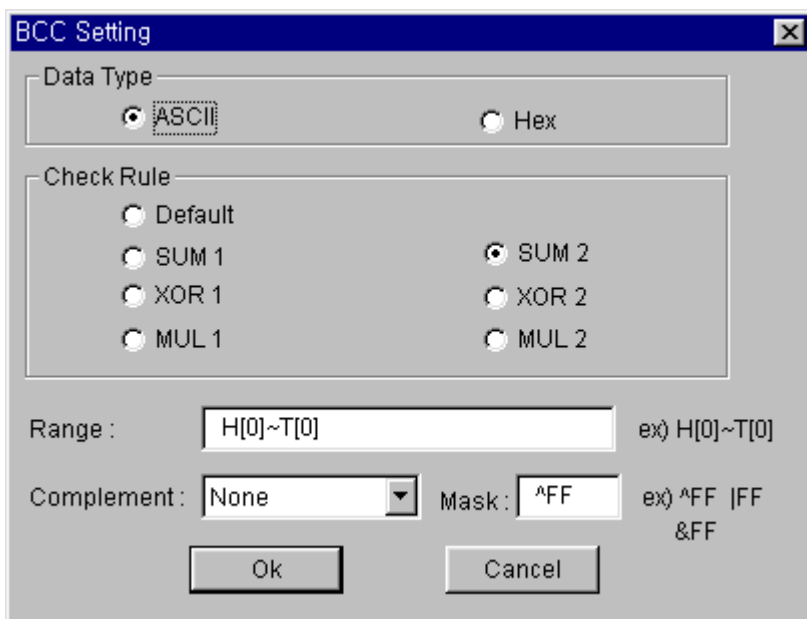 BCC Setting
Data Type
ASCII Hex
Check Rule
Default
SUM 1 SUM 2
XOR 1 XOR 2
MUL 1 MUL 2
Range : H[0]~T[0] ex) H[0]~T[0]
Complement : None Mask : ^FF ex) ^FF |FF
&FF
Ok Cancel